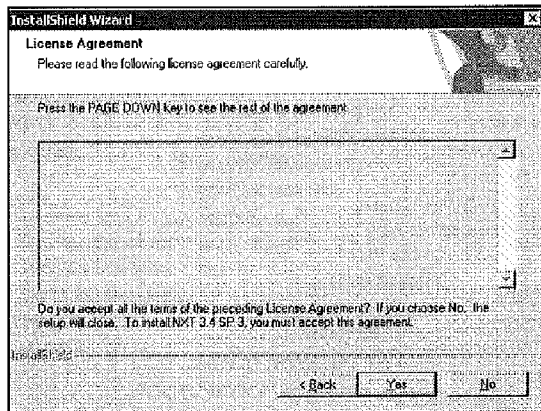 InstallShield Wizard
License Agreement
Please read the following license agreement carefully.
Press the PAGE DOWN key to see the rest of the agreement.
Do you accept all the terms of the preceding License Agreement? If you choose No, the
setup will close. To install NXT 3.4 SP 3, you must accept this agreement.
InstallShield
< Back
Yes
No